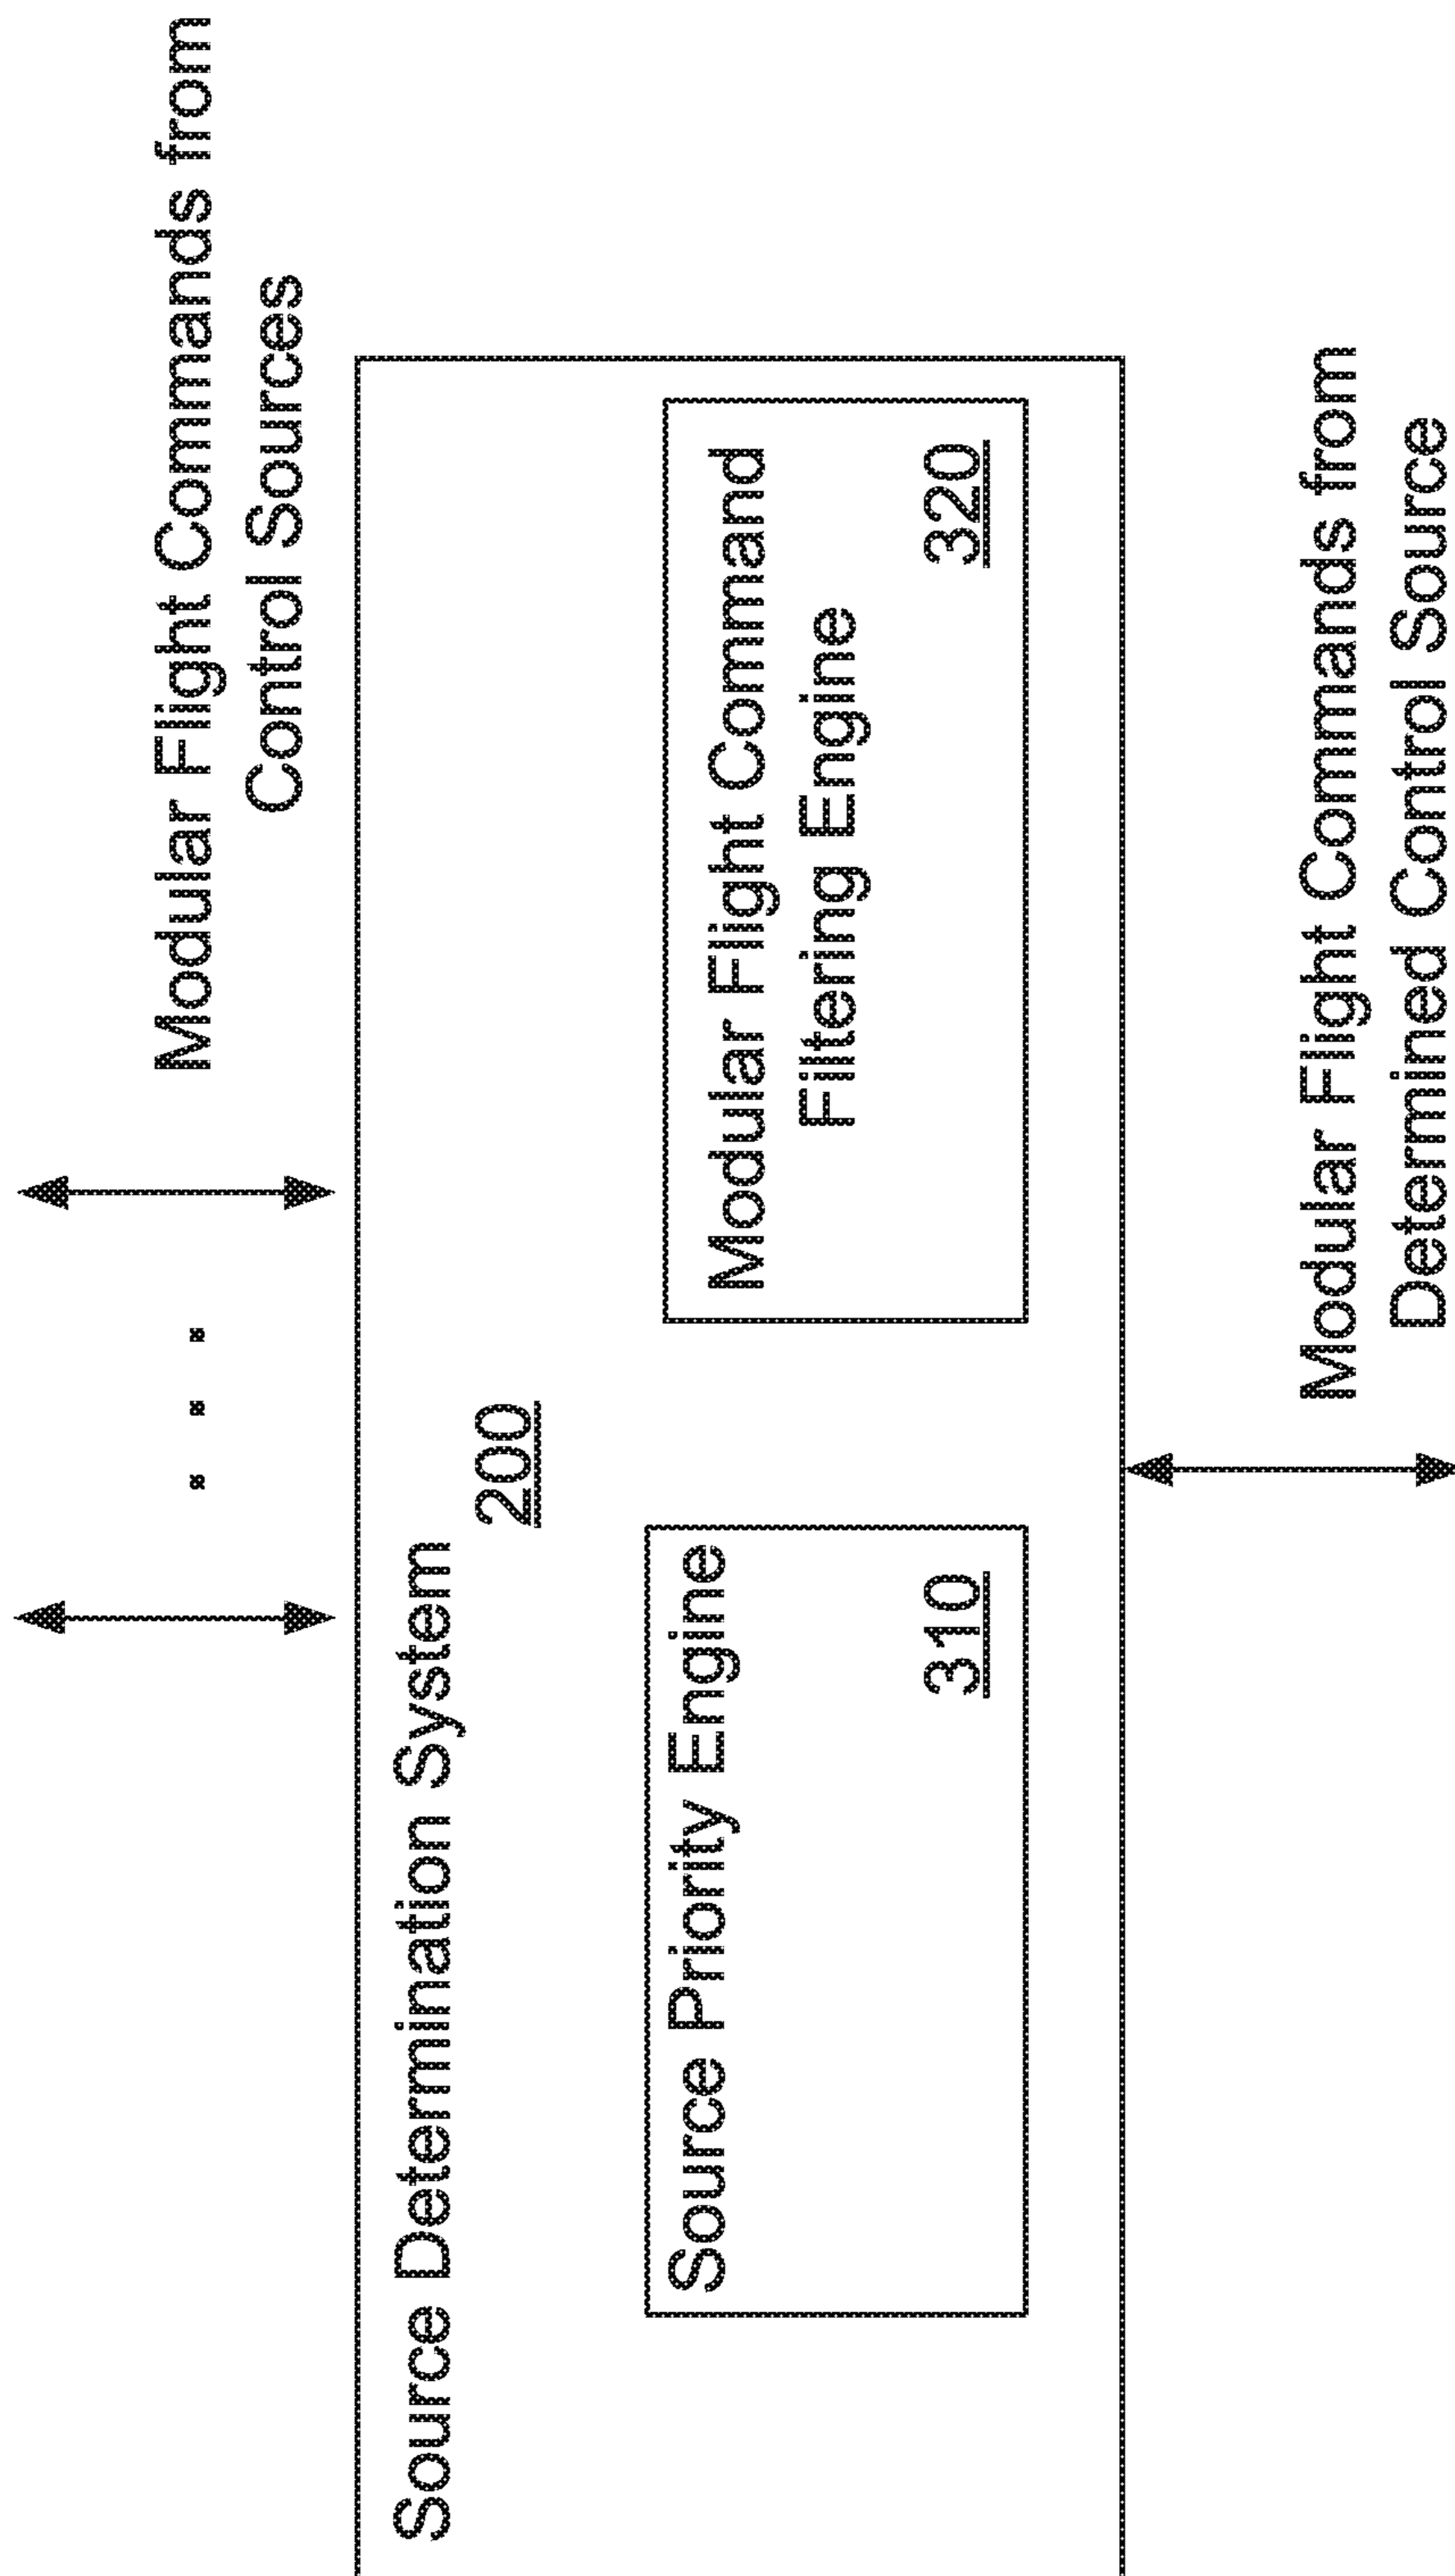 Modular Flight Commands from
Control Sources
Source Determination System
200
Source Priority Engine
310
Modular Flight Command
Filtering Engine
320
Modular Flight Commands from
Determined Control Source